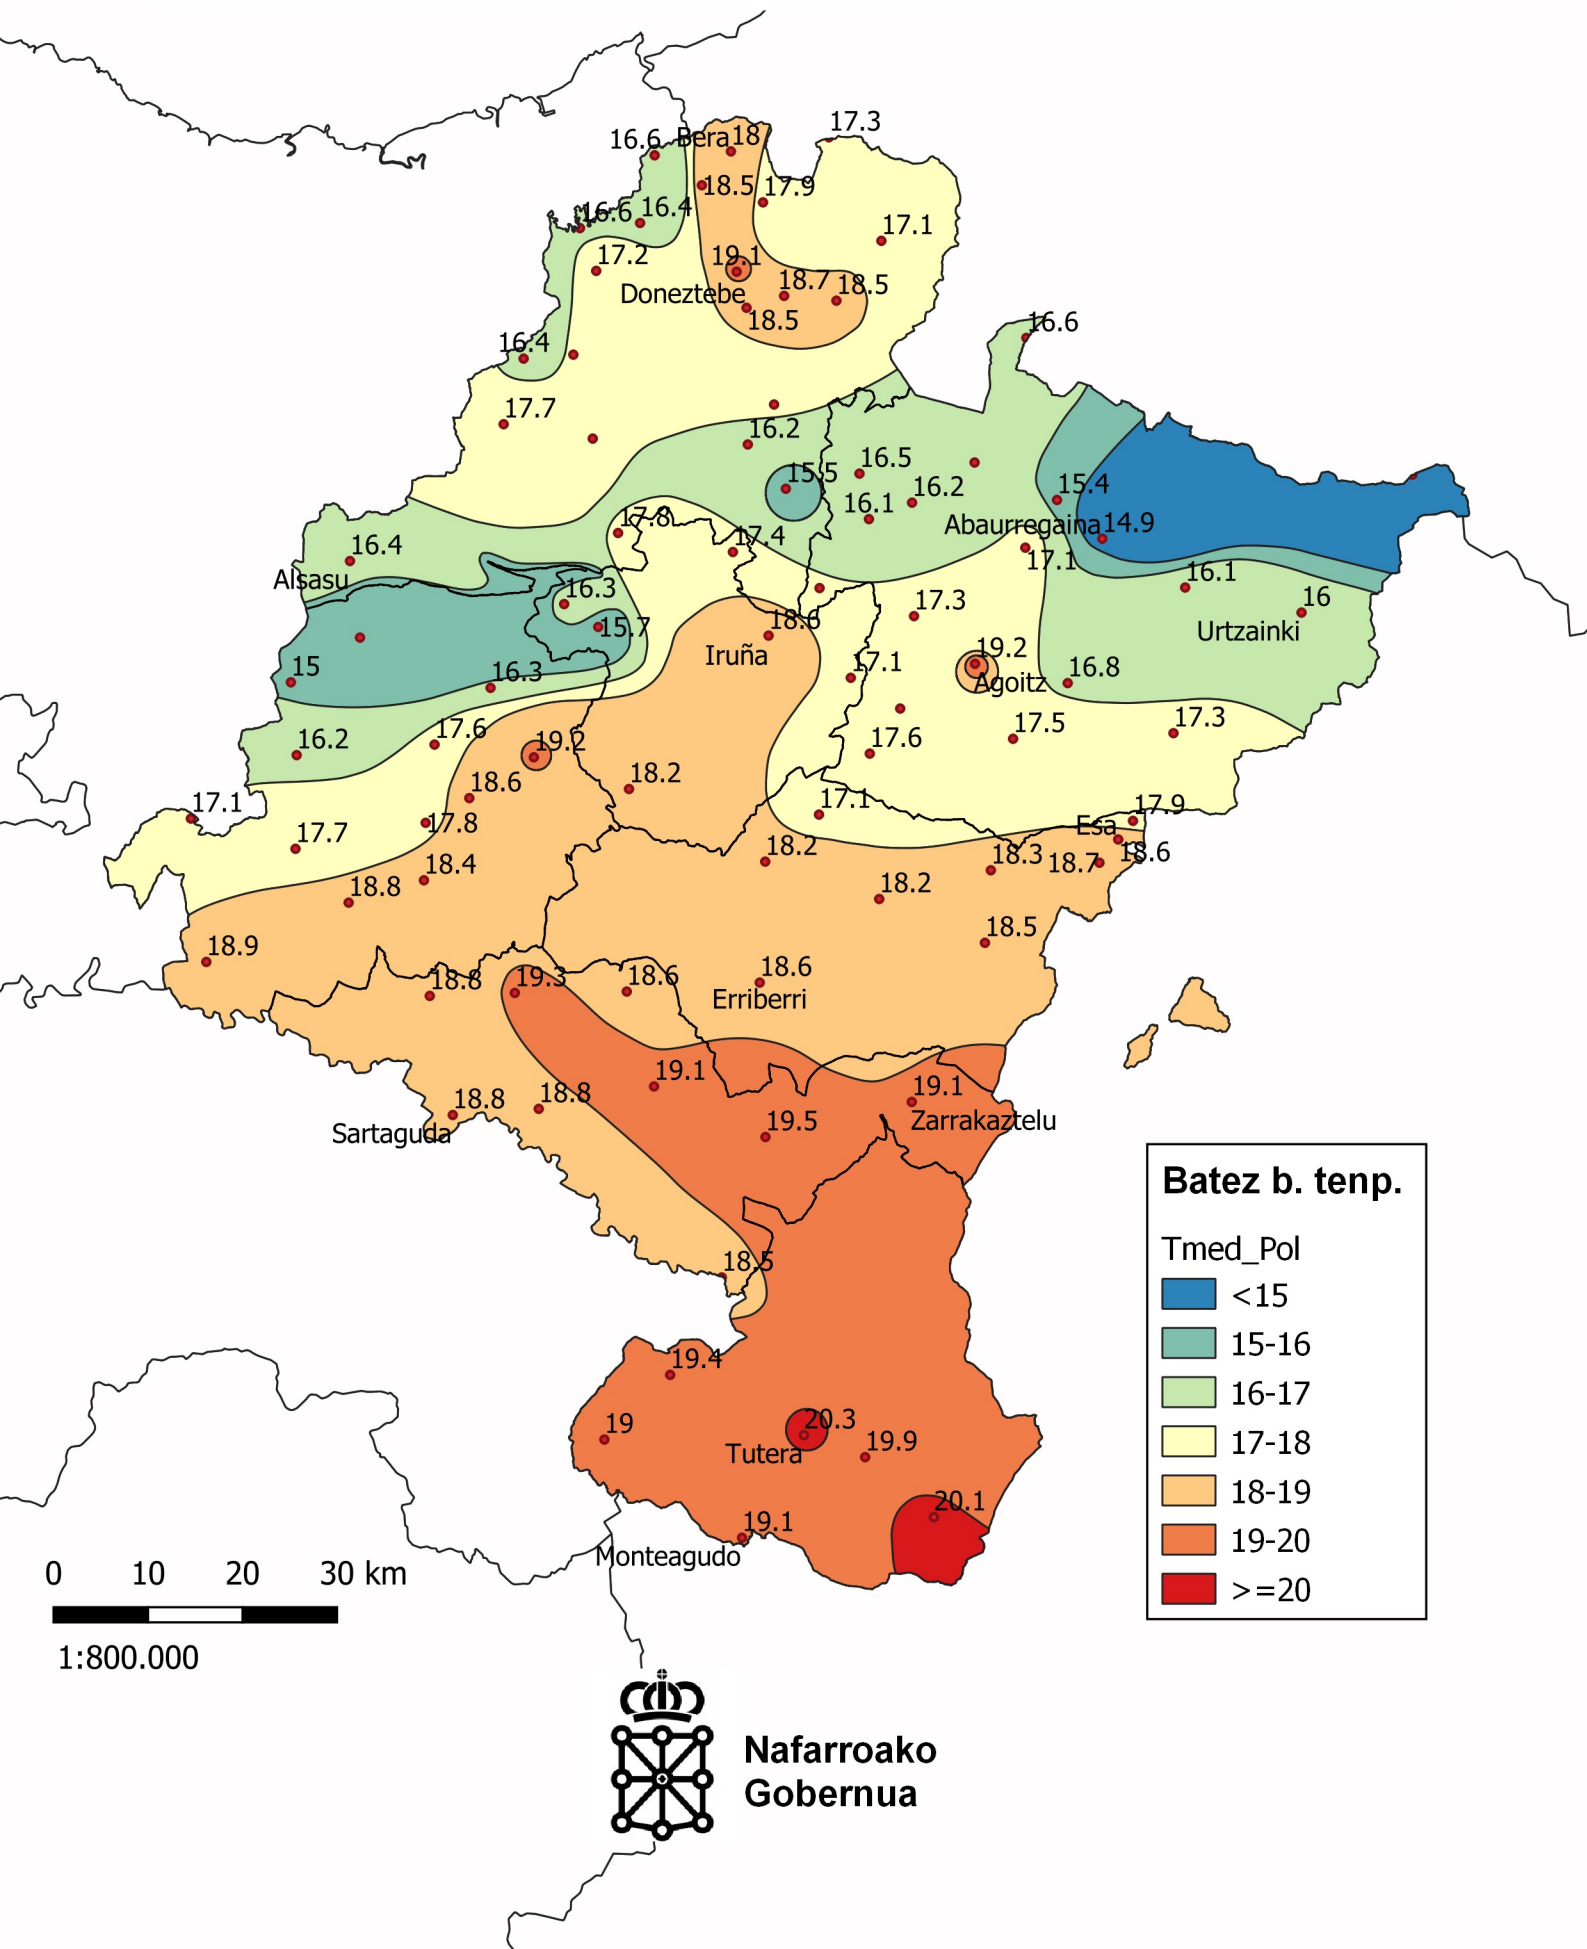 17.3
16.6 Bera 18
18.5 17.9
16.6 16.4
17.1
17.2 19.1
Doneztebe 18.7 18.5
18.5
16.4 16.6
17.7
16.2
15.5 16.5
16.1 16.2 15.4
17.8 Abaurregaina 14.9
16.4 17.4
17.1
Alsasu 16.3 16.1
17.3 16
15.7 18.6 Urtzainki
Iruña 19.2
15 16.3 17.1 Agoitz 16.8
17.6 17.5 17.3
16.2 19.2 17.6
18.6 18.2
17.1 17.1 17.9
17.7 17.8 Esa
18.2 18.3 18.7 18.6
18.8 18.4 18.2
18.9 18.5
18.8 19.3 18.6 18.6
Erriberri
19.1 19.1
18.8 18.8 19.5 Zarrakaztelu
Sartaguda
18.5
19.4
19 20.3 19.9
Tutera
20.1
19.1
Monteagudo
Batez b. tenp.
Tmed_Pol
<15
15-16
16-17
17-18
18-19
19-20
>=20
0 10 20 30 km
1:800.000
Nafarroako
Gobernua